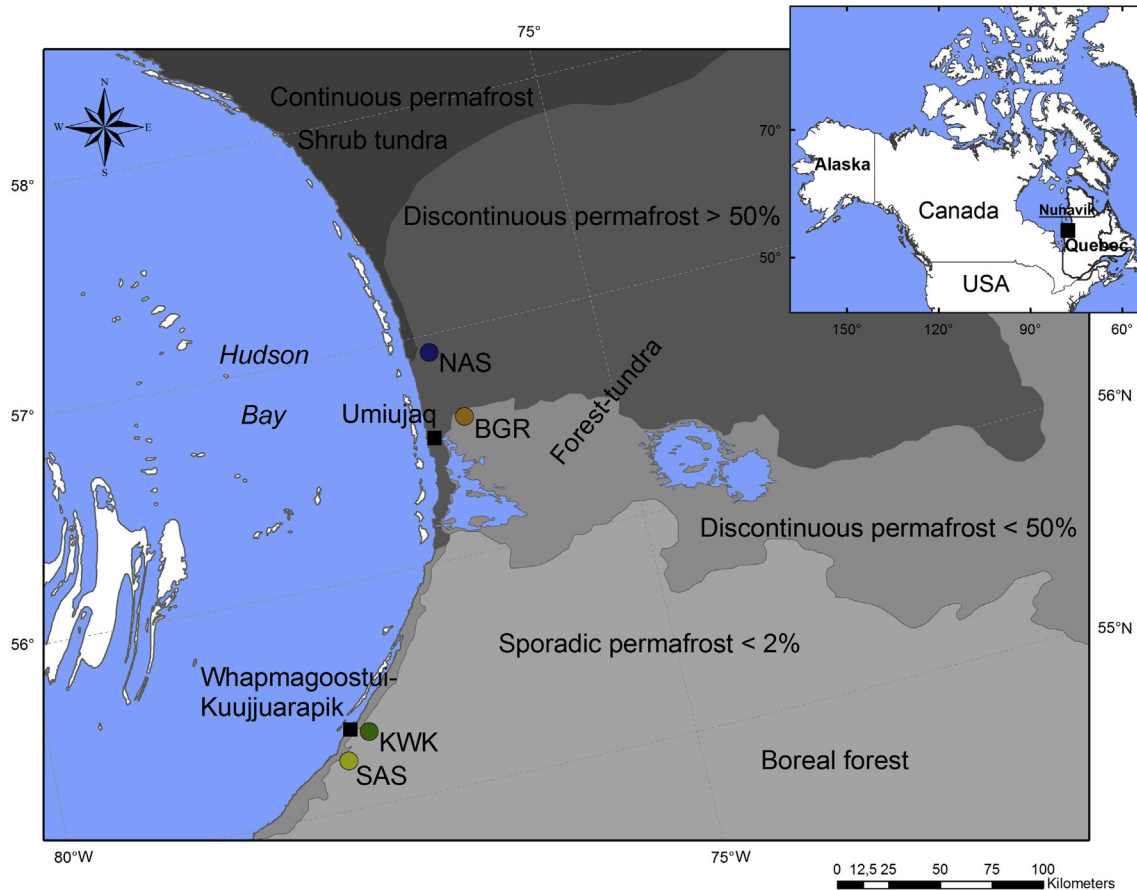 75°
N
W
E
S
Continuous permafrost
Shrub tundra
58°
Discontinuous permafrost > 50%
70°
Alaska
Canada
Nunavik
Quebec
50°
USA
150°
120°
90°
60°
Hudson
Bay
NAS
Umiujaq
BGR
Forest-tundra
56°N
57°
Discontinuous permafrost < 50%
55°N
56°
Sporadic permafrost < 2%
Whapmagoostui-
Kuujjuarapik
KWK
SAS
Boreal forest
80°W
75°W
0 12,5 25 50 75 100
Kilometers